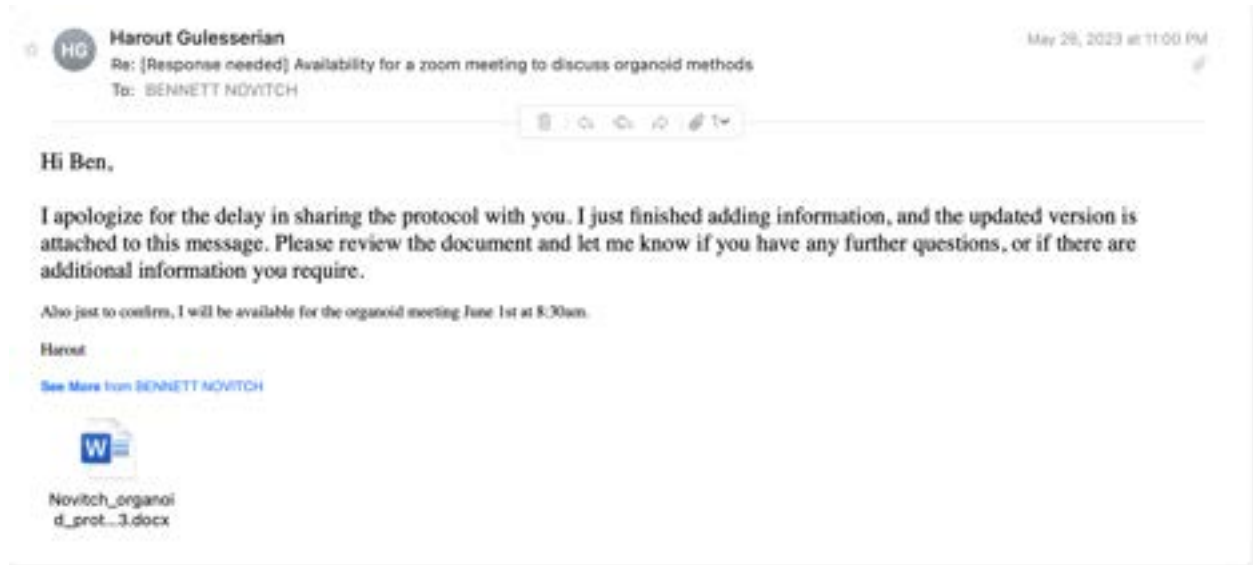 HG
Harout Gulesserian
May 28, 2023 at 11:00 PM
Re: [Response needed] Availability for a zoom meeting to discuss organoid methods
To: BENNETT NOVITCH
1
Hi Ben,
I apologize for the delay in sharing the protocol with you. I just finished adding information, and the updated version is
attached to this message. Please review the document and let me know if you have any further questions, or if there are
additional information you require.
Also just to confirm, I will be available for the organoid meeting June 1st at 8:30am.
Harout
See More from BENNETT NOVITCH
W
Novitch_organoi
d_prot...3.docx